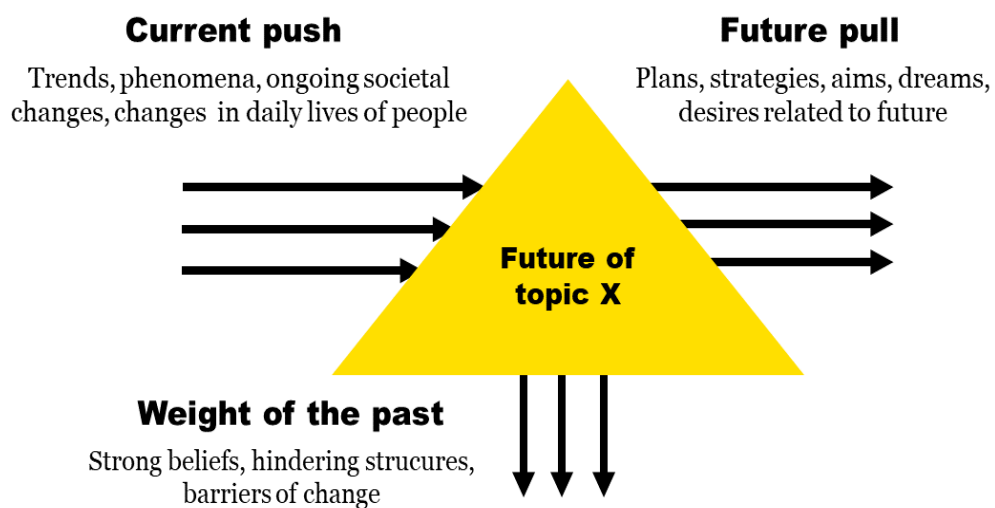 Current push
Trends, phenomena, ongoing societal
changes, changes in daily lives of people
Future pull
Plans, strategies, aims, dreams,
desires related to future
Future of
topic X
Weight of the past
Strong beliefs, hindering strucures,
barriers of change